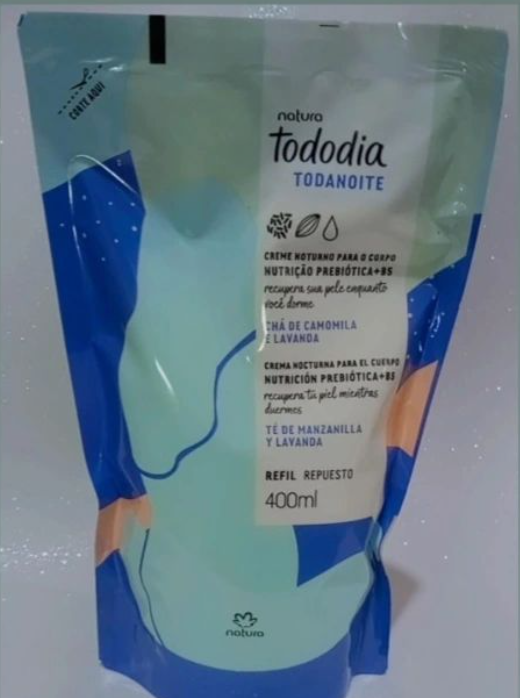 CORTE AQUI
natura
Tododia
TODANOITE
CREME NOTURNO PARA O CORPO
NUTRIÇÃO PREBIÓTICA+B5
recupera sua pele enquanto
você dorme
CHÁ DE CAMOMILA
E LAVANDA
CREMA NOCTURNA PARA EL CUERPO
NUTRICIÓN PREBIÓTICA+B5
recupera tu piel mientras
duermes
TÉ DE MANZANILLA
Y LAVANDA
REFIL REPUESTO
400ml
natura